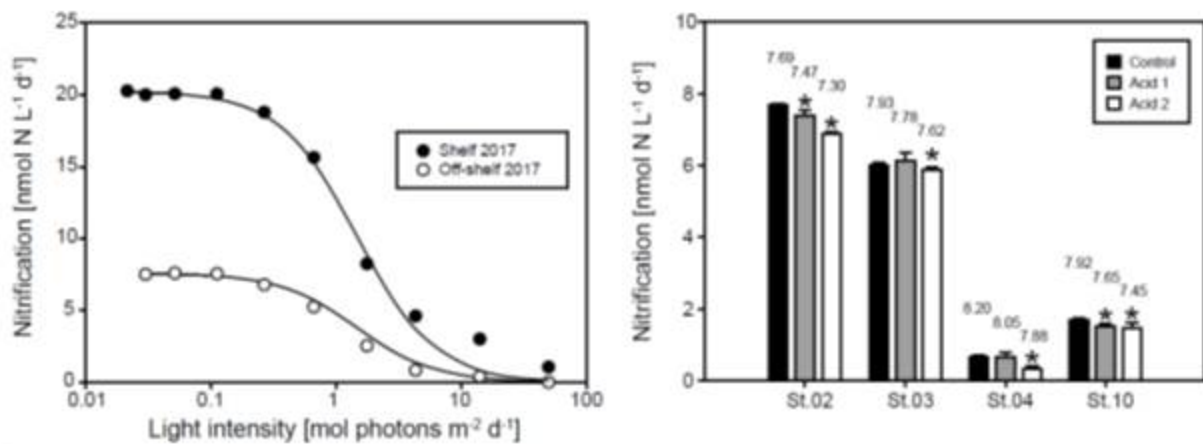 Nitrification [nmol N L⁻¹ d⁻¹]
25
20
15
10
5
0
Shelf 2017
Off-shelf 2017
0.01 0.1 1 10 100
Light intensity [mol photons m⁻² d⁻¹]
Nitrification [nmol N L⁻¹ d⁻¹]
10
8
6
4
2
0
7.69
7.47
7.30
7.93
7.78
7.62
8.20
8.05
7.88
7.92
7.65
7.45
Control
Acid 1
Acid 2
St.02 St.03 St.04 St.10